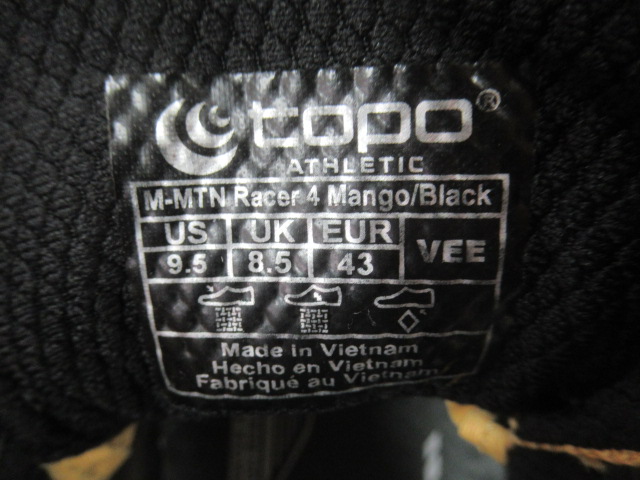 topo®
ATHLETIC
M-MTN Racer 4 Mango/Black
US UK EUR VEE
9.5 8.5 43
Made in Vietnam
Hecho en Vietnam
Fabriqué au Vietnam